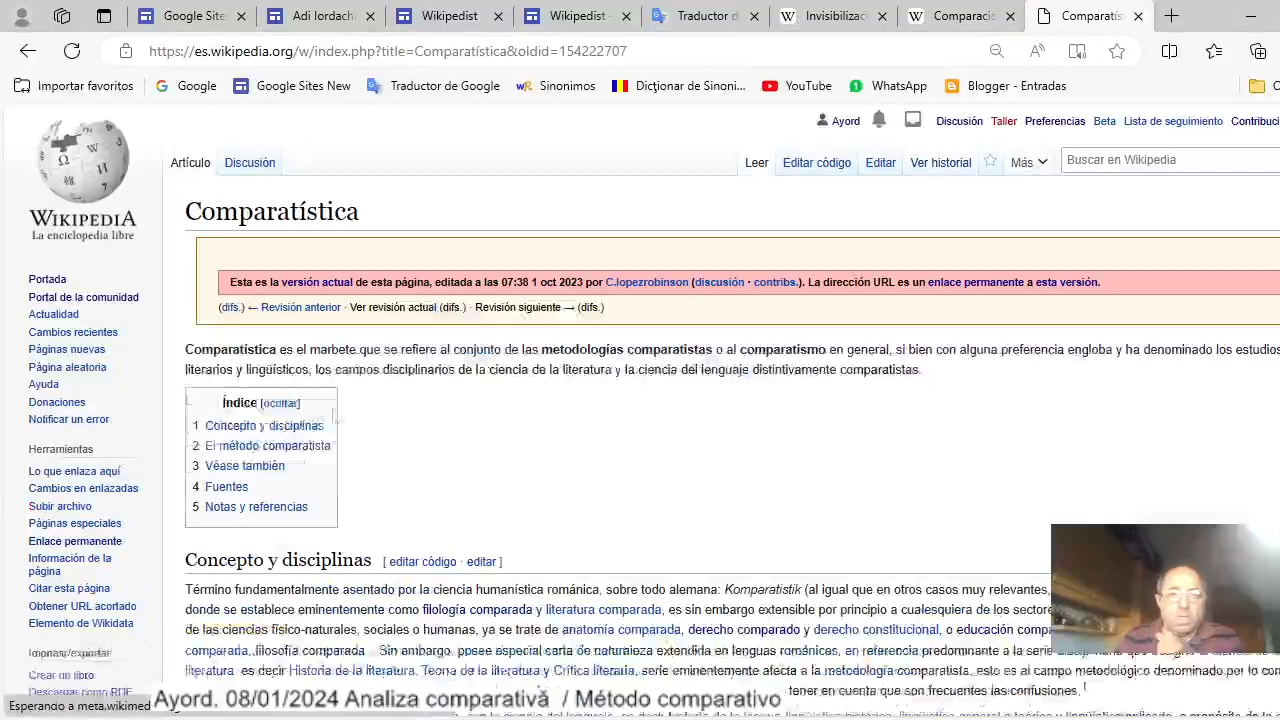 Google Site
Adi Iordach
Wikipedist
Wikipedist
Traductor d
Invisibiliza
Comparació
Comparatís
https://es.wikipedia.org/w/index.php?title=Comparatística&oldid=154222707
Importar favoritos
Google
Google Sites New
Traductor de Google
Sinonimos
Dicționar de Sinoni...
YouTube
WhatsApp
Blogger - Entradas
Ayord
Discusión Taller Preferencias Beta Lista de seguimiento Contribuci
Artículo Discusión
Leer Editar código Editar Ver historial Más
Buscar en Wikipedia
WIKIPEDIA
La enciclopedia libre
Portada
Portal de la comunidad
Actualidad
Cambios recientes
Páginas nuevas
Página aleatoria
Ayuda
Donaciones
Notificar un error
Herramientas
Lo que enlaza aquí
Cambios en enlazadas
Subir archivo
Páginas especiales
Enlace permanente
Información de la
página
Citar esta página
Obtener URL acortado
Elemento de Wikidata
Crear un libro
Descargar como PDF
Esperando a meta.wikimed
Comparatística
Esta es la versión actual de esta página, editada a las 07:38 1 oct 2023 por C.lopezrobinson (discusión · contribs.). La dirección URL es un enlace permanente a esta versión.
(difs.) ← Revisión anterior · Ver revisión actual (difs.) · Revisión siguiente → (difs.)
Comparatística es el marbete que se refiere al conjunto de las metodologías comparatistas o al comparatismo en general, si bien con alguna preferencia engloba y ha denominado los estudios
literarios y lingüísticos, los campos disciplinarios de la ciencia de la literatura y la ciencia del lenguaje distintivamente comparatistas.
Índice [ocultar]
1 Concepto y disciplinas
2 El método comparatista
3 Véase también
4 Fuentes
5 Notas y referencias
Concepto y disciplinas [ editar código · editar ]
Término fundamentalmente asentado por la ciencia humanística románica, sobre todo alemana: Komparatistik (al igual que en otros casos muy relevantes,
donde se establece eminentemente como filología comparada y literatura comparada, es sin embargo extensible por principio a cualesquiera de los sectore
de las ciencias físico-naturales, sociales o humanas, ya se trate de anatomía comparada, derecho comparado y derecho constitucional, o educación compa
comparada, filosofía comparada Sin embargo, posee especial carta de naturaleza extendida en lenguas románicas, en referencia predominante a la serie
literatura es decir Historia de la literatura, Teoría de la literatura y Crítica literaria, serie eminentemente afecta a la metodología comparatista, esto es al campo metodológico denominado por lo co
tener en cuenta que son frecuentes las confusiones,
Ayord. 08/01/2024 Analiza comparativă / Método comparativo